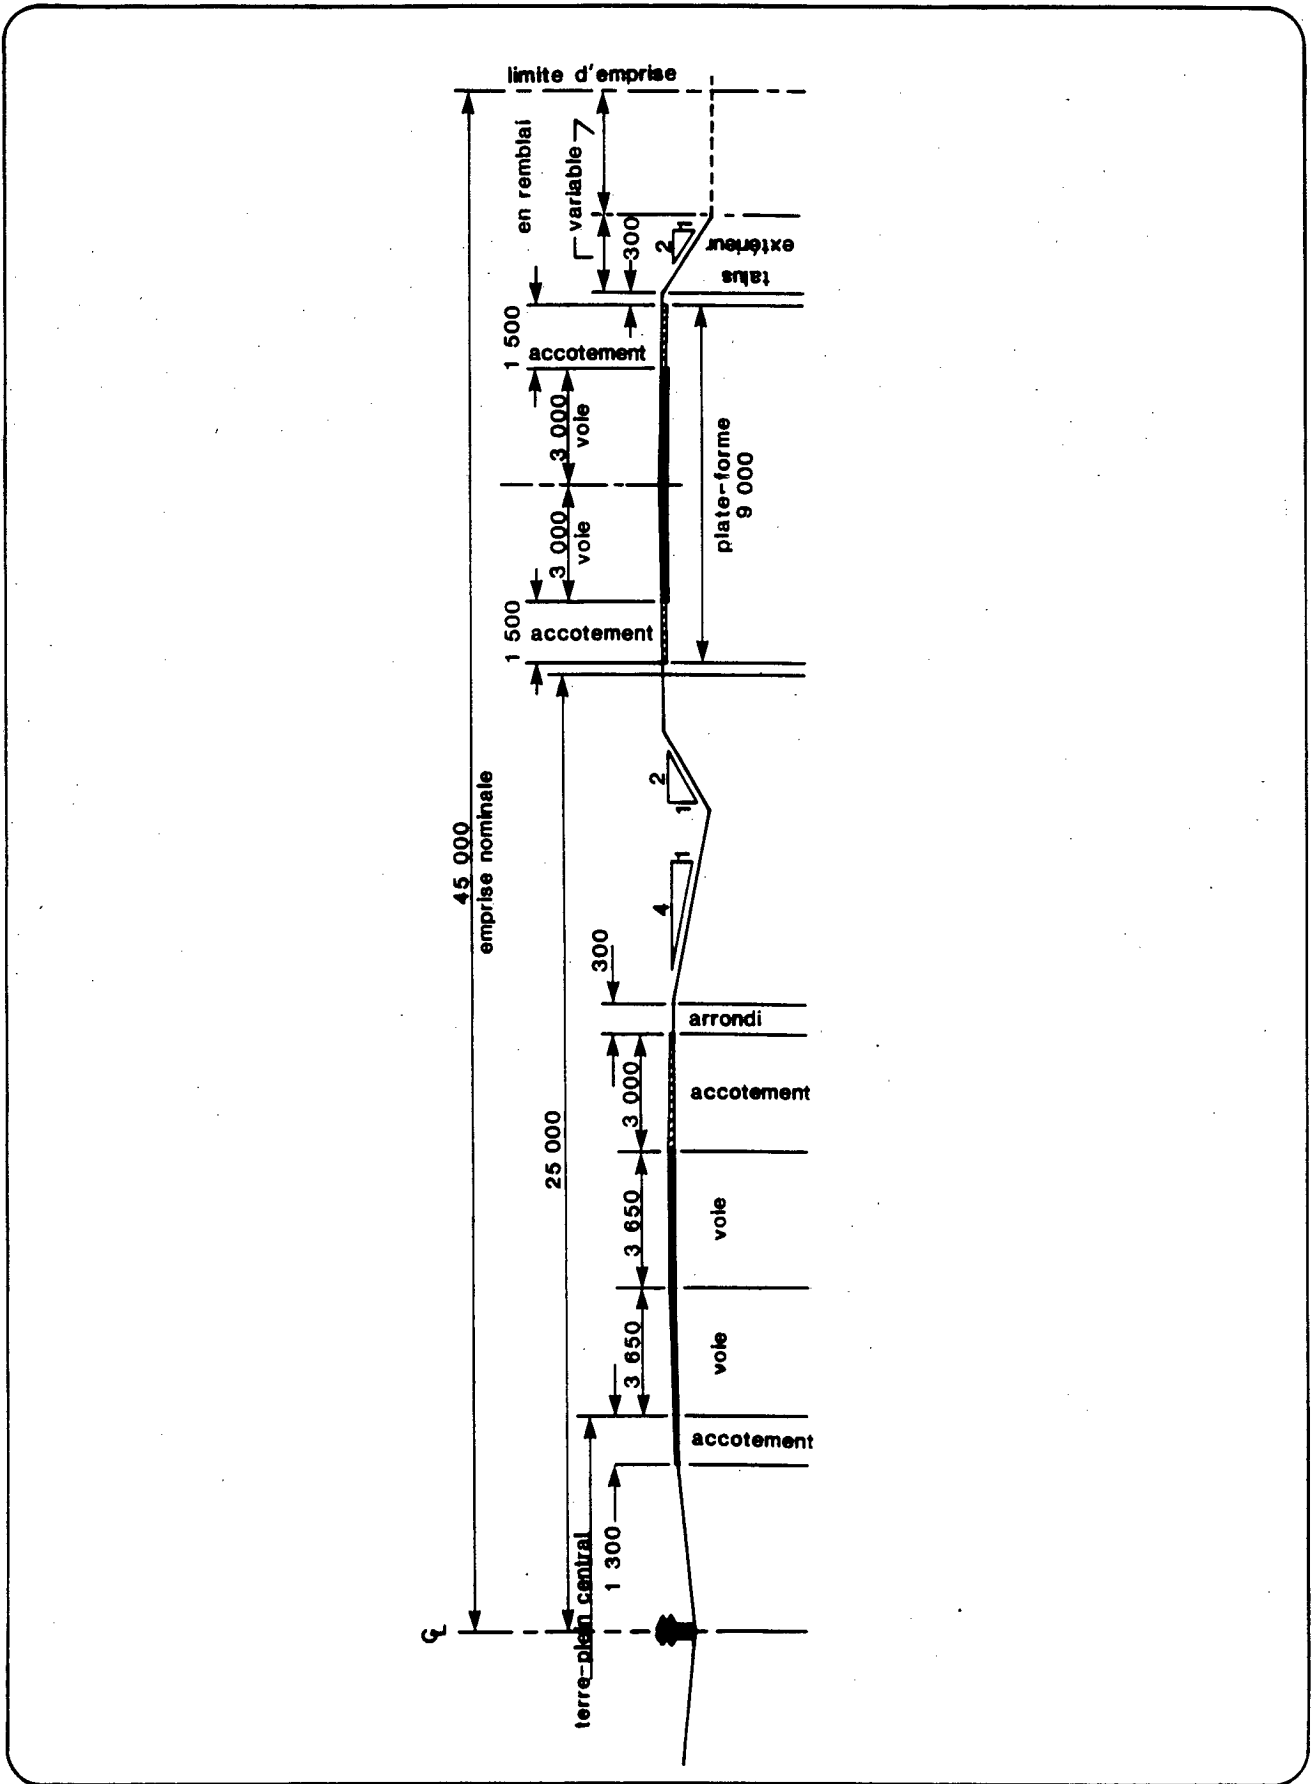 limite d'emprise
en remblai
variable
300
2
1
talus
extérieur
1 500
accotement
3 000
voie
3 000
voie
plate-forme
9 000
1 500
accotement
45 000
emprise nominale
2
1
4
1
300
arrondi
25 000
3 000
accotement
3 650
voie
3 650
voie
accotement
1 300
terre-plein central
CL